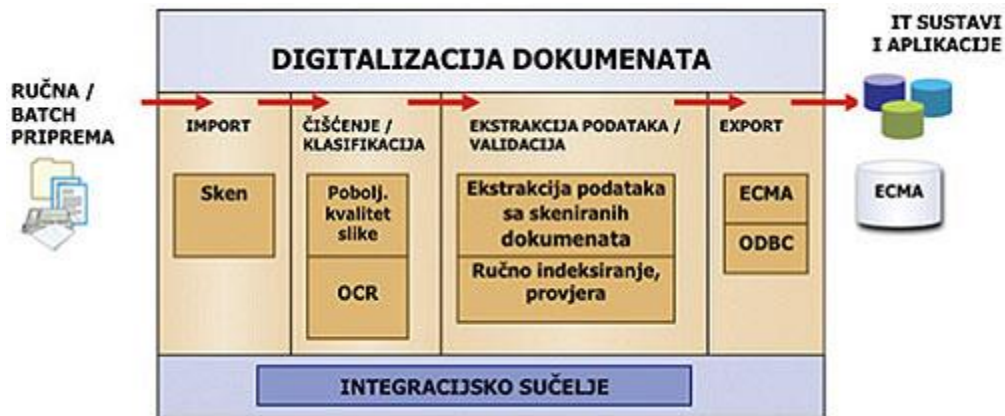 DIGITALIZACIJA DOKUMENATA
IT SUSTAVI
I APLIKACIJE
RUČNA /
BATCH
PRIPREMA
IMPORT
Sken
ČIŠĆENJE /
KLASIFIKACIJA
Pobolj.
kvalitet
slike
OCR
EKSTRAKCIJA PODATAKA /
VALIDACIJA
Ekstrakcija podataka
sa skeniranih
dokumenata
Ručno indeksiranje,
provjera
EXPORT
ECMA
ODBC
ECMA
INTEGRACIJSKO SUČELJE